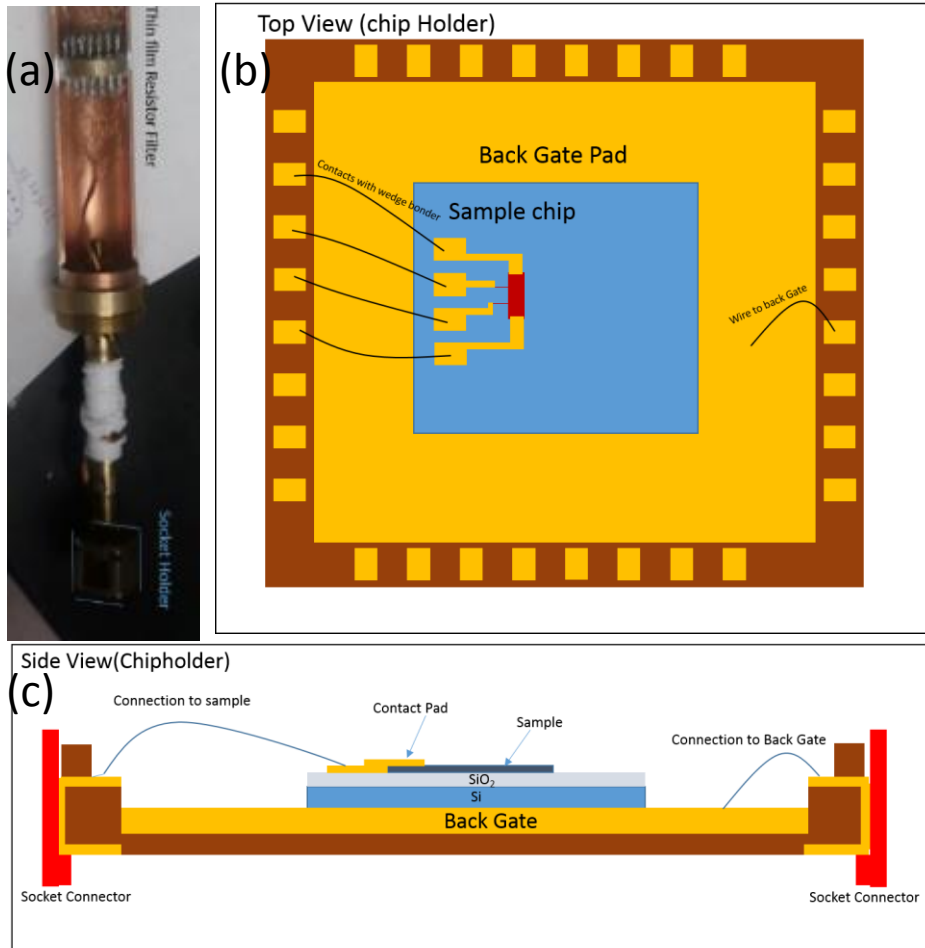 (a)
Thin film Resistor Filter
Socket Holder
Top View (chip Holder)
(b)
Back Gate Pad
Contacts with wedge bonder
Sample chip
Wire to back Gate
Side View(Chipholder)
(c)
Connection to sample
Contact Pad
Sample
Connection to Back Gate
SiO₂
Si
Back Gate
Socket Connector
Socket Connector